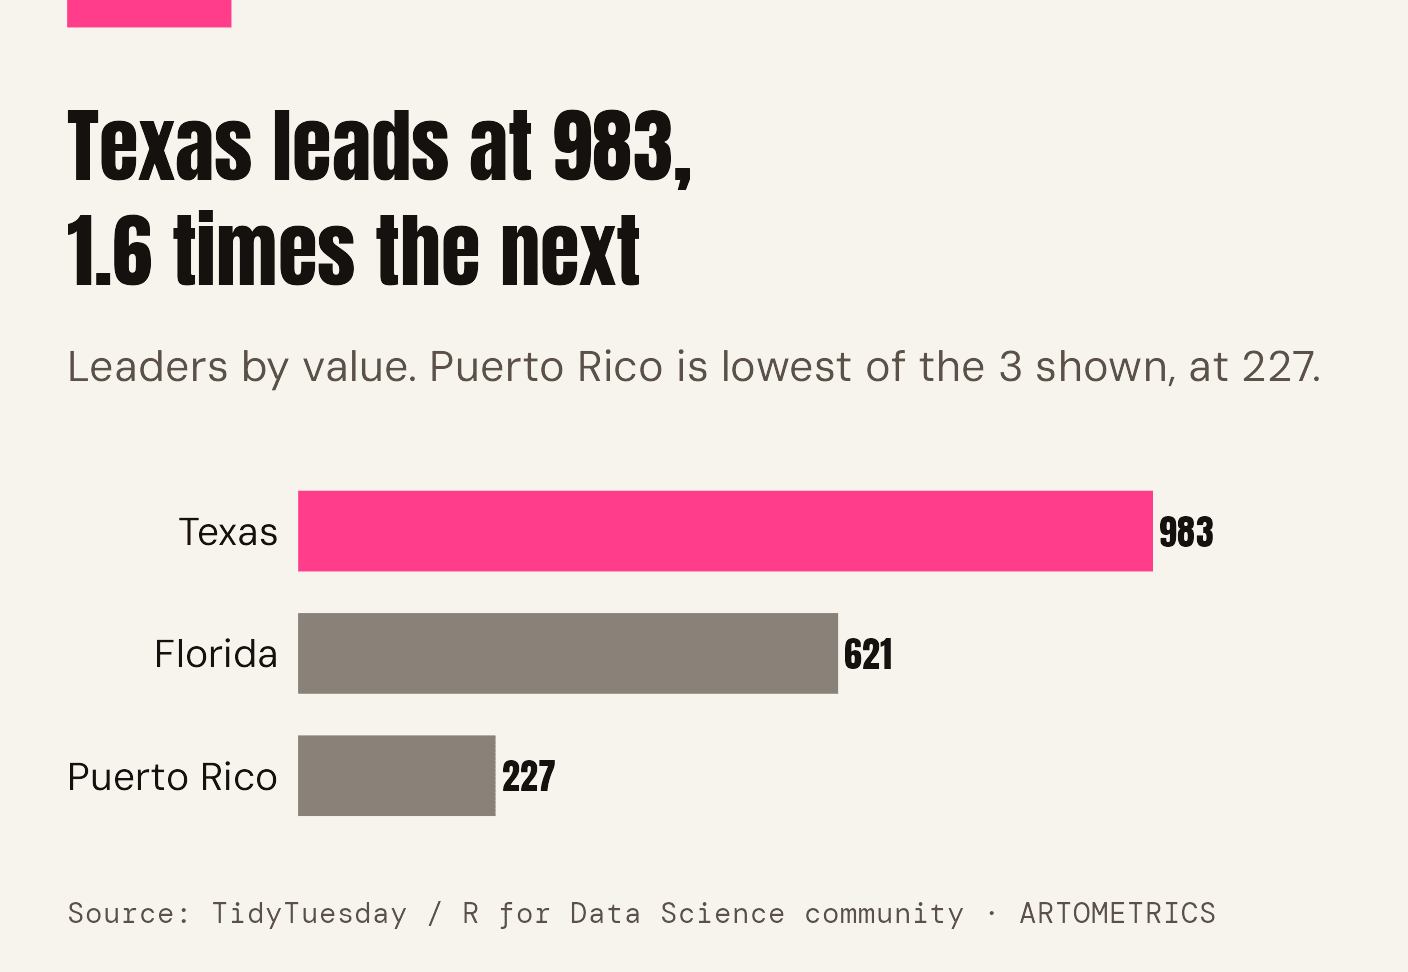 Texas leads at 983,
1.6 times the next
Leaders by value. Puerto Rico is lowest of the 3 shown, at 227.
Texas 983
Florida 621
Puerto Rico 227
Source: TidyTuesday / R for Data Science community · ARTOMETRICS